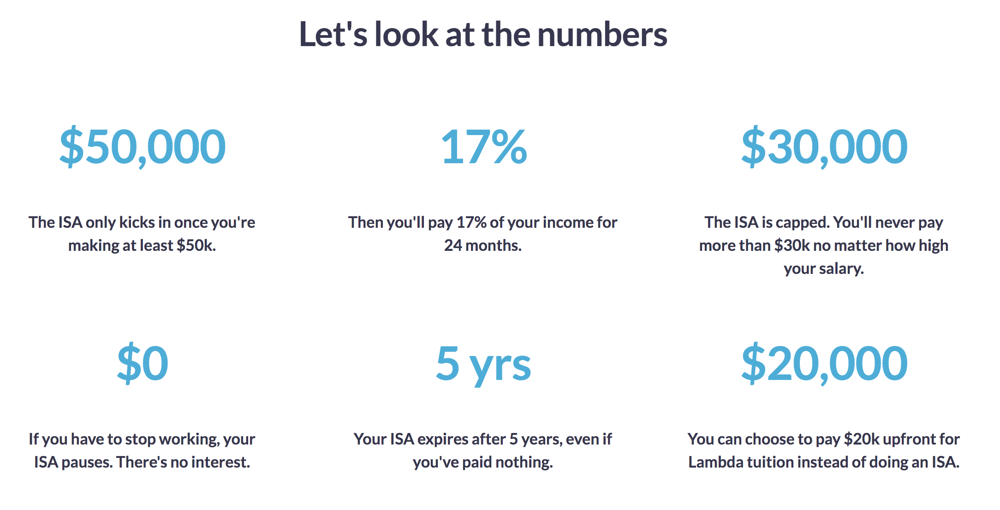 Let's look at the numbers
$50,000
The ISA only kicks in once you're
making at least $50k.
17%
Then you'll pay 17% of your income for
24 months.
$30,000
The ISA is capped. You'll never pay
more than $30k no matter how high
your salary.
$0
If you have to stop working, your
ISA pauses. There's no interest.
5 yrs
Your ISA expires after 5 years, even if
you've paid nothing.
$20,000
You can choose to pay $20k upfront for
Lambda tuition instead of doing an ISA.